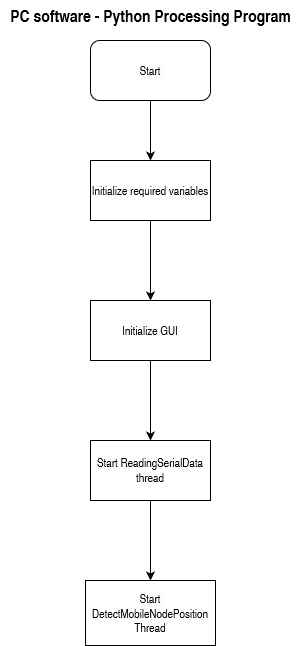 PC software - Python Processing Program
Start
Initialize required variables
Initialize GUI
Start ReadingSerialData
thread
Start
DetectMobileNodePosition
Thread